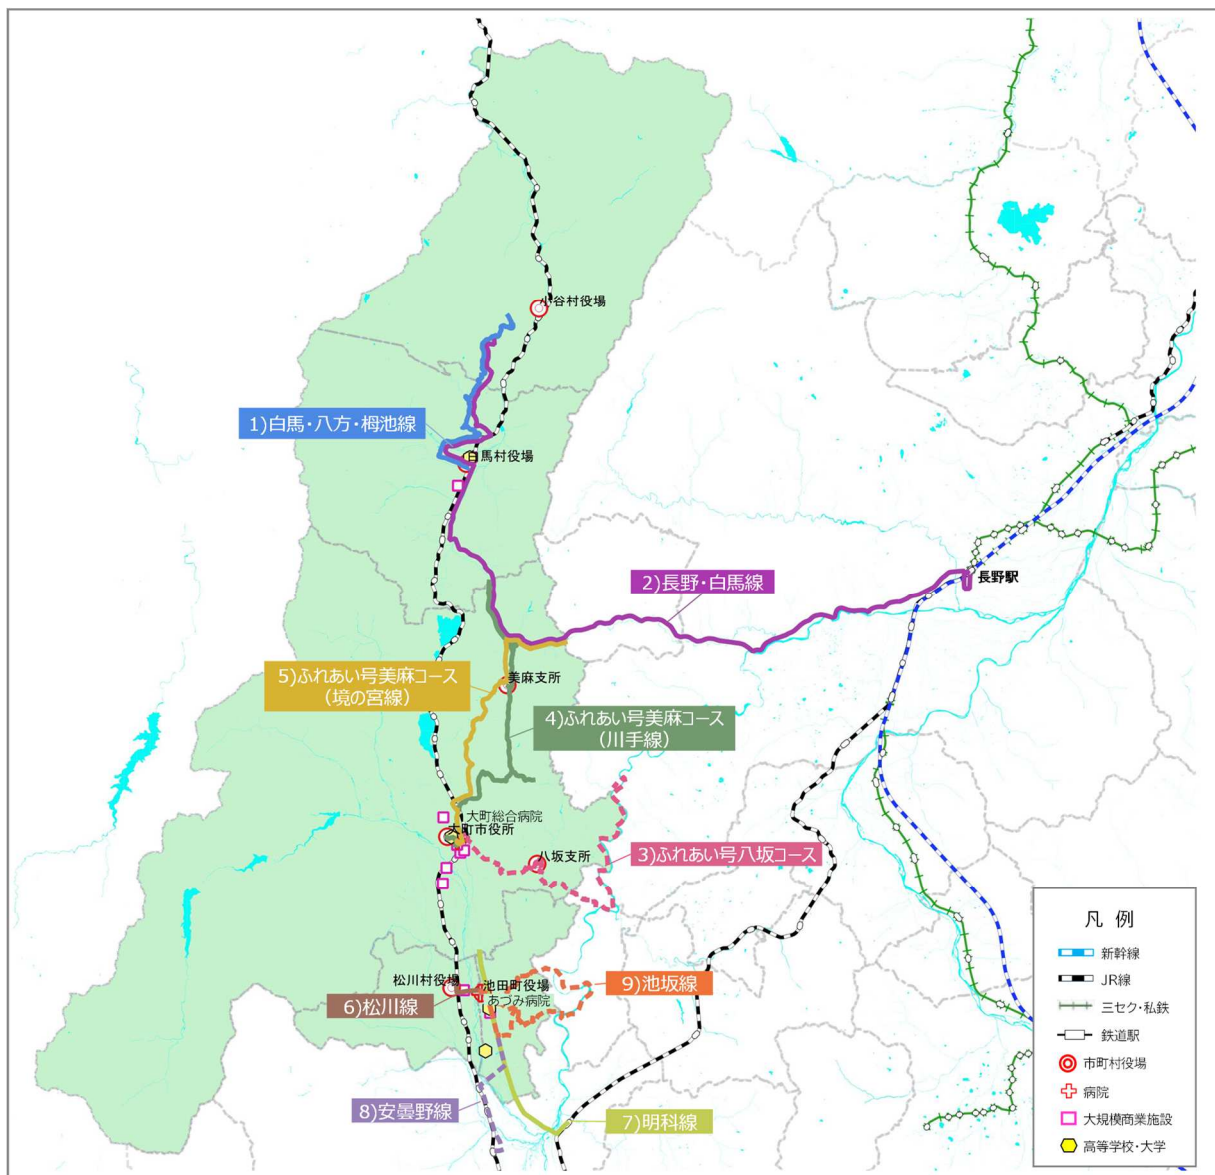 小谷村役場
1)白馬・八方・栂池線
白馬村役場
2)長野・白馬線
長野駅
5)ふれあい号美麻コース
(境の宮線)
美麻支所
4)ふれあい号美麻コース
(川手線)
大町総合病院
大町市役所
八坂支所
3)ふれあい号八坂コース
松川村役場
池田町役場
あづみ病院
9)池坂線
6)松川線
8)安曇野線
7)明科線
凡 例
新幹線
JR線
三セク・私鉄
鉄道駅
市町村役場
病院
大規模商業施設
高等学校・大学